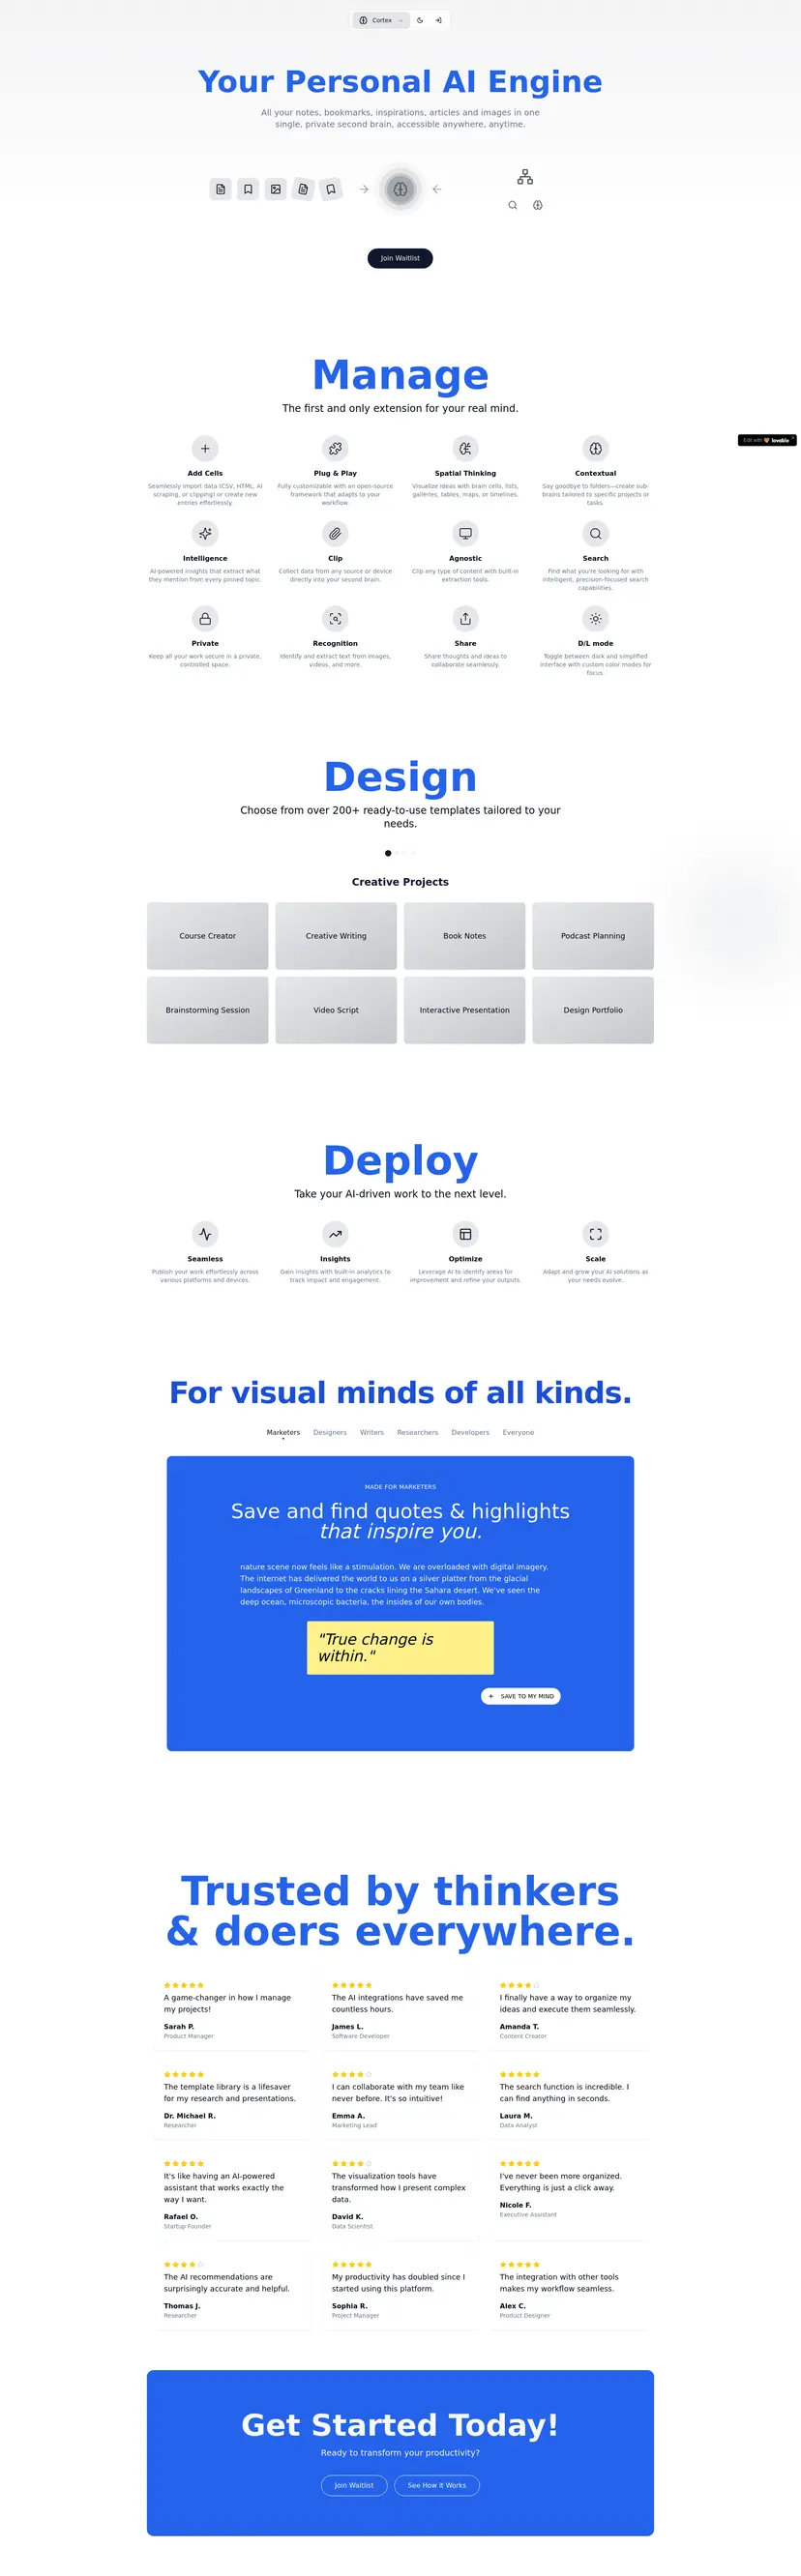 Cortex
Your Personal AI Engine
All your notes, bookmarks, inspirations, articles and images in one
single, private second brain, accessible anywhere, anytime.
Join Waitlist
Manage
The first and only extension for your real mind.
Edit with lovable
Add Cells
Seamlessly import data (CSV, HTML, AI
scraping, or clipping) or create new
entries effortlessly.
Plug & Play
Fully customizable with an open-source
framework that adapts to your
workflow.
Spatial Thinking
Visualize ideas with brain cells, lists,
galleries, tables, maps, or timelines.
Contextual
Say goodbye to folders—create sub-
brains tailored to specific projects or
tasks.
Intelligence
AI-powered insights that extract what
they mention from every pinned topic.
Clip
Collect data from any source or device
directly into your second brain.
Agnostic
Clip any type of content with built-in
extraction tools.
Search
Find what you're looking for with
intelligent, precision-focused search
capabilities.
Private
Keep all your work secure in a private,
controlled space.
Recognition
Identify and extract text from images,
videos, and more.
Share
Share thoughts and ideas to
collaborate seamlessly.
D/L mode
Toggle between dark and simplified
interface with custom color modes for
focus.
Design
Choose from over 200+ ready-to-use templates tailored to your
needs.
Creative Projects
Course Creator
Creative Writing
Book Notes
Podcast Planning
Brainstorming Session
Video Script
Interactive Presentation
Design Portfolio
Deploy
Take your AI-driven work to the next level.
Seamless
Publish your work effortlessly across
various platforms and devices.
Insights
Gain insights with built-in analytics to
track impact and engagement.
Optimize
Leverage AI to identify areas for
improvement and refine your outputs.
Scale
Adapt and grow your AI solutions as
your needs evolve.
For visual minds of all kinds.
Marketers
Designers
Writers
Researchers
Developers
Everyone
MADE FOR MARKETERS
Save and find quotes & highlights
that inspire you.
nature scene now feels like a stimulation. We are overloaded with digital imagery.
The internet has delivered the world to us on a silver platter from the glacial
landscapes of Greenland to the cracks lining the Sahara desert. We've seen the
deep ocean, microscopic bacteria, the insides of our own bodies.
"True change is
within."
+ SAVE TO MY MIND
Trusted by thinkers
& doers everywhere.
A game-changer in how I manage
my projects!
Sarah P.
Product Manager
The AI integrations have saved me
countless hours.
James L.
Software Developer
I finally have a way to organize my
ideas and execute them seamlessly.
Amanda T.
Content Creator
The template library is a lifesaver
for my research and presentations.
Dr. Michael R.
Researcher
I can collaborate with my team like
never before. It's so intuitive!
Emma A.
Marketing Lead
The search function is incredible. I
can find anything in seconds.
Laura M.
Data Analyst
It's like having an AI-powered
assistant that works exactly the
way I want.
Rafael O.
Startup Founder
The visualization tools have
transformed how I present complex
data.
David K.
Data Scientist
I've never been more organized.
Everything is just a click away.
Nicole F.
Executive Assistant
The AI recommendations are
surprisingly accurate and helpful.
Thomas J.
Researcher
My productivity has doubled since I
started using this platform.
Sophia R.
Project Manager
The integration with other tools
makes my workflow seamless.
Alex C.
Product Designer
Get Started Today!
Ready to transform your productivity?
Join Waitlist
See How It Works